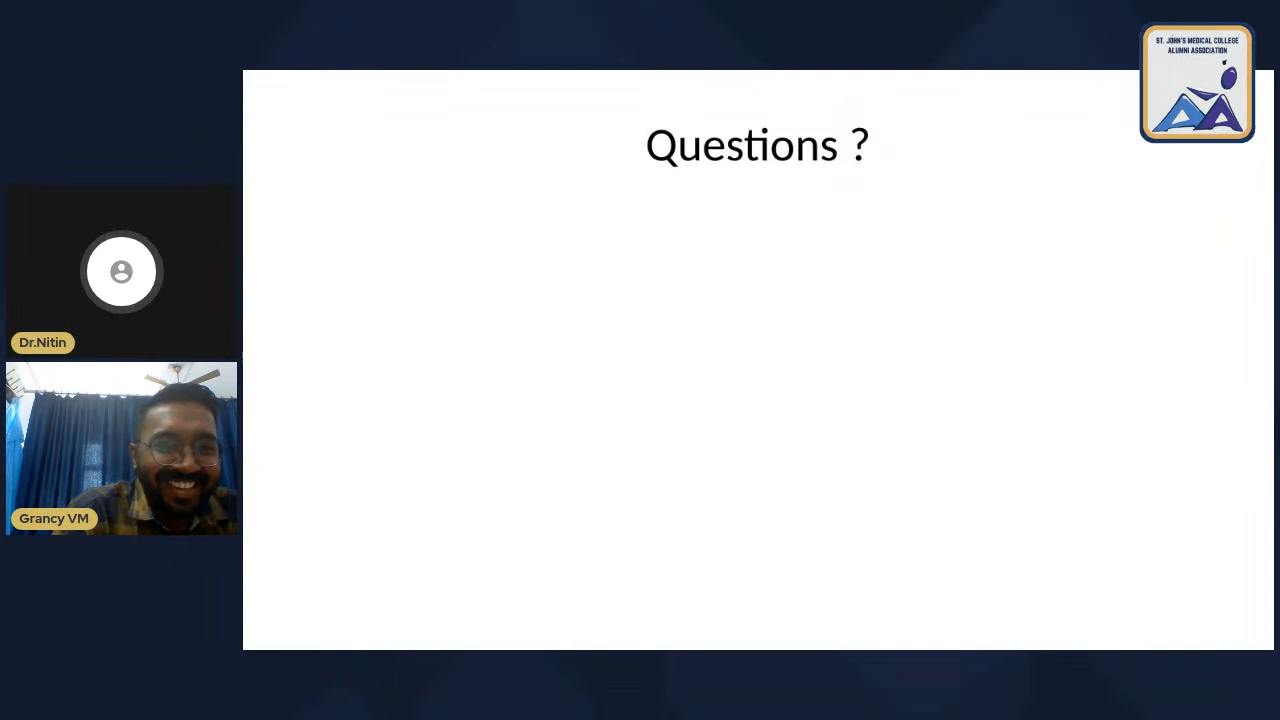 ST. JOHN'S MEDICAL COLLEGE
ALUMNI ASSOCIATION
Questions ?
Dr.Nitin
Grancy VM